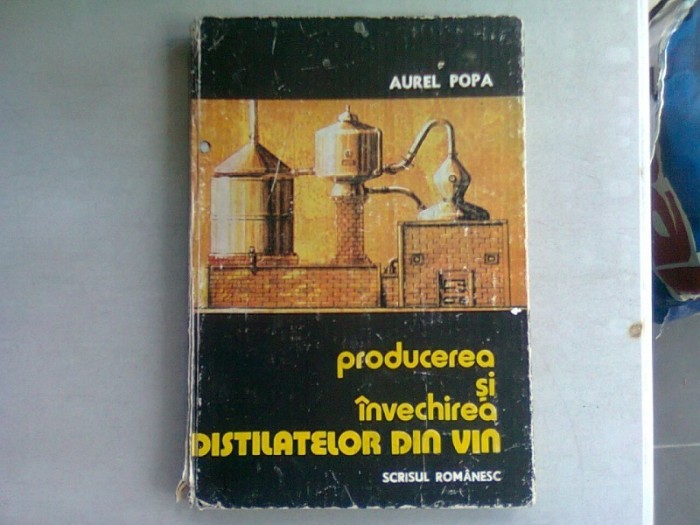 AUREL POPA
producerea
și
învechirea
DISTILATELOR DIN VIN
SCRISUL ROMÂNESC